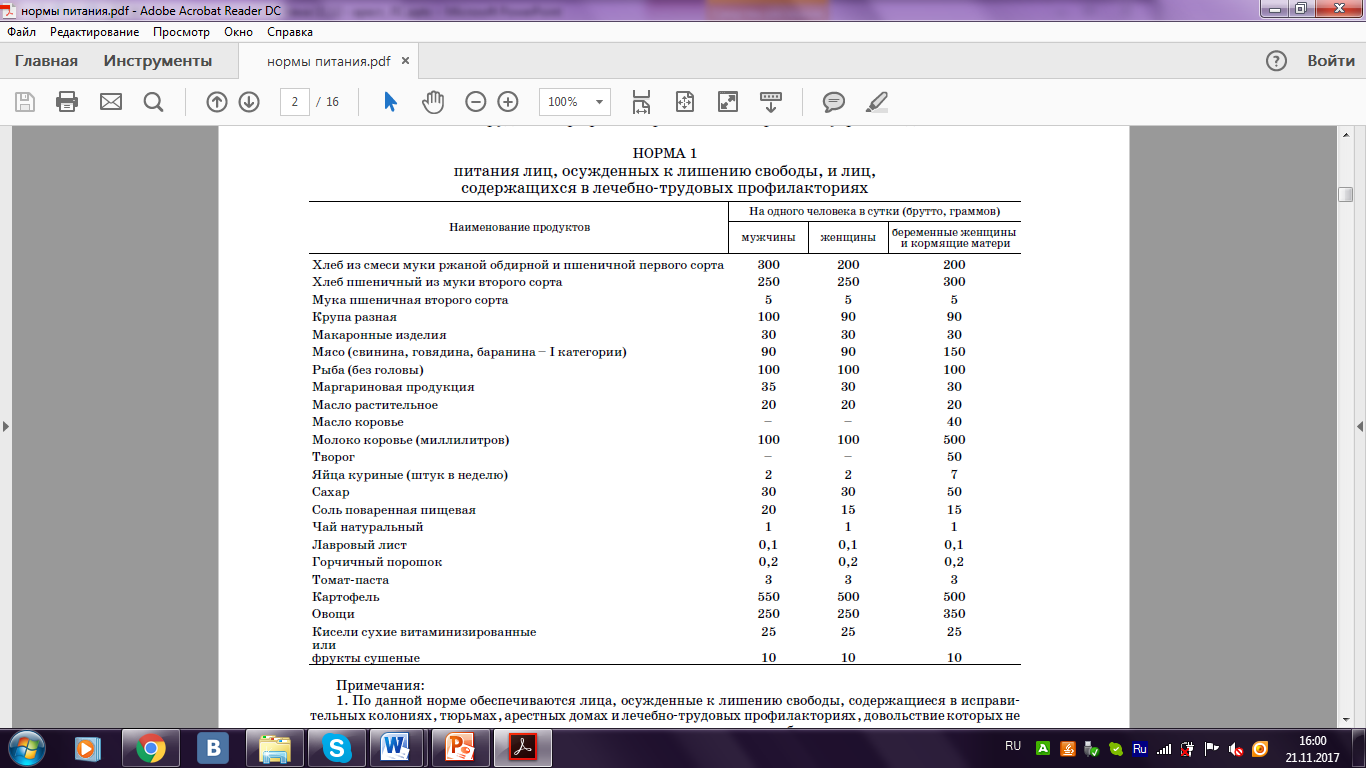 нормы питания.pdf - Adobe Acrobat Reader DC
Файл Редактирование Просмотр Окно Справка
Главная Инструменты нормы питания.pdf × ? Войти
2 / 16 100%
НОРМА 1
питания лиц, осужденных к лишению свободы, и лиц,
содержащихся в лечебно-трудовых профилакториях
Наименование продуктов
На одного человека в сутки (брутто, граммов)
мужчины женщины беременные женщины
и кормящие матери
Хлеб из смеси муки ржаной обдирной и пшеничной первого сорта 300 200 200
Хлеб пшеничный из муки второго сорта 250 250 300
Мука пшеничная второго сорта 5 5 5
Крупа разная 100 90 90
Макаронные изделия 30 30 30
Мясо (свинина, говядина, баранина – I категории) 90 90 150
Рыба (без головы) 100 100 100
Маргариновая продукция 35 30 30
Масло растительное 20 20 20
Масло коровье – – 40
Молоко коровье (миллилитров) 100 100 500
Творог – – 50
Яйца куриные (штук в неделю) 2 2 7
Сахар 30 30 50
Соль поваренная пищевая 20 15 15
Чай натуральный 1 1 1
Лавровый лист 0,1 0,1 0,1
Горчичный порошок 0,2 0,2 0,2
Томат-паста 3 3 3
Картофель 550 500 500
Овощи 250 250 350
Кисели сухие витаминизированные 25 25 25
или
фрукты сушеные 10 10 10
Примечания:
1. По данной норме обеспечиваются лица, осужденные к лишению свободы, содержащиеся в исправи-
тельных колониях, тюрьмах, арестных домах и лечебно-трудовых профилакториях, довольствие которых не
RU A Ru 16:00
21.11.2017